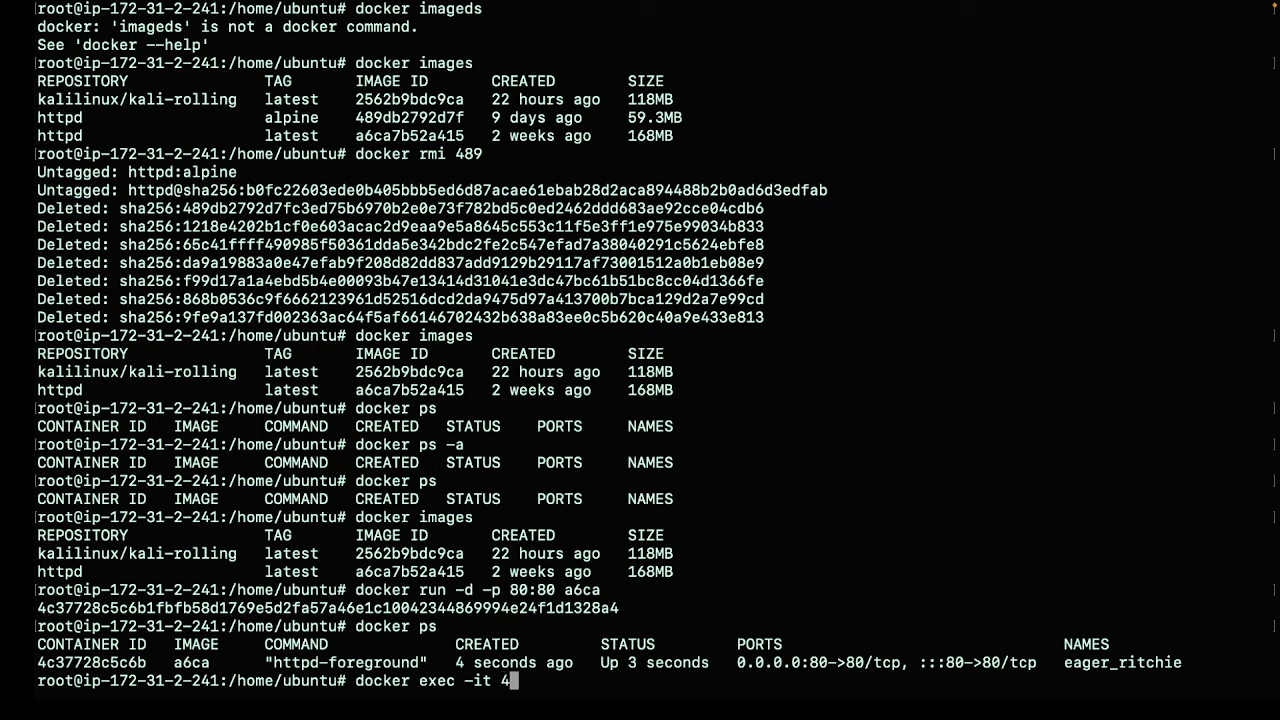 root@ip-172-31-2-241:/home/ubuntu# docker imageds
docker: 'imageds' is not a docker command.
See 'docker --help'
root@ip-172-31-2-241:/home/ubuntu# docker images
REPOSITORY TAG IMAGE ID CREATED SIZE
kalilinux/kali-rolling latest 2562b9bdc9ca 22 hours ago 118MB
httpd alpine 489db2792d7f 9 days ago 59.3MB
httpd latest a6ca7b52a415 2 weeks ago 168MB
root@ip-172-31-2-241:/home/ubuntu# docker rmi 489
Untagged: httpd:alpine
Untagged: httpd@sha256:b0fc22603ede0b405bbb5ed6d87acae61ebab28d2aca894488b2b0ad6d3edfab
Deleted: sha256:489db2792d7fc3ed75b6970b2e0e73f782bd5c0ed2462ddd683ae92cce04cdb6
Deleted: sha256:1218e4202b1cf0e603acac2d9eaa9e5a8645c553c11f5e3ff1e975e99034b833
Deleted: sha256:65c41ffff490985f50361dda5e342bdc2fe2c547efad7a38040291c5624ebfe8
Deleted: sha256:da9a19883a0e47efab9f208d82dd837add9129b29117af73001512a0b1eb08e9
Deleted: sha256:f99d17a1a4ebd5b4e00093b47e13414d31041e3dc47bc61b51bc8cc04d1366fe
Deleted: sha256:868b0536c9f6662123961d52516dcd2da9475d97a413700b7bca129d2a7e99cd
Deleted: sha256:9fe9a137fd002363ac64f5af66146702432b638a83ee0c5b620c40a9e433e813
root@ip-172-31-2-241:/home/ubuntu# docker images
REPOSITORY TAG IMAGE ID CREATED SIZE
kalilinux/kali-rolling latest 2562b9bdc9ca 22 hours ago 118MB
httpd latest a6ca7b52a415 2 weeks ago 168MB
root@ip-172-31-2-241:/home/ubuntu# docker ps
CONTAINER ID IMAGE COMMAND CREATED STATUS PORTS NAMES
root@ip-172-31-2-241:/home/ubuntu# docker ps -a
CONTAINER ID IMAGE COMMAND CREATED STATUS PORTS NAMES
root@ip-172-31-2-241:/home/ubuntu# docker ps
CONTAINER ID IMAGE COMMAND CREATED STATUS PORTS NAMES
root@ip-172-31-2-241:/home/ubuntu# docker images
REPOSITORY TAG IMAGE ID CREATED SIZE
kalilinux/kali-rolling latest 2562b9bdc9ca 22 hours ago 118MB
httpd latest a6ca7b52a415 2 weeks ago 168MB
root@ip-172-31-2-241:/home/ubuntu# docker run -d -p 80:80 a6ca
4c37728c5c6b1fbfb58d1769e5d2fa57a46e1c10042344869994e24f1d1328a4
root@ip-172-31-2-241:/home/ubuntu# docker ps
CONTAINER ID IMAGE COMMAND CREATED STATUS PORTS NAMES
4c37728c5c6b a6ca "httpd-foreground" 4 seconds ago Up 3 seconds 0.0.0.0:80->80/tcp, :::80->80/tcp eager_ritchie
root@ip-172-31-2-241:/home/ubuntu# docker exec -it 4